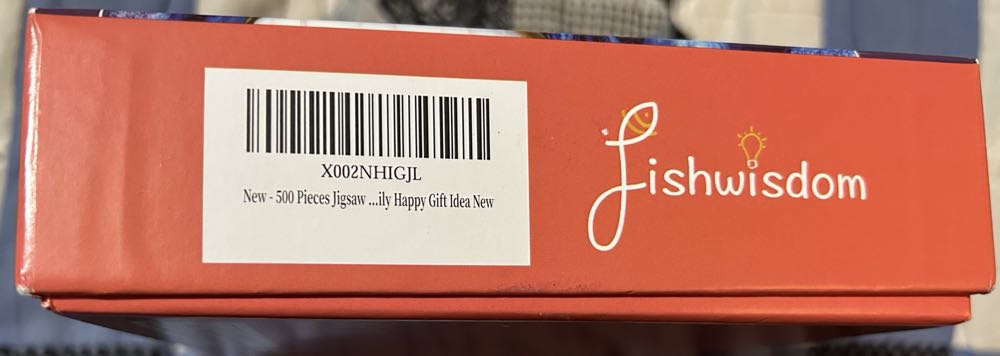 X002NHIGJL
New - 500 Pieces Jigsaw ...ily Happy Gift Idea New
fishwisdom